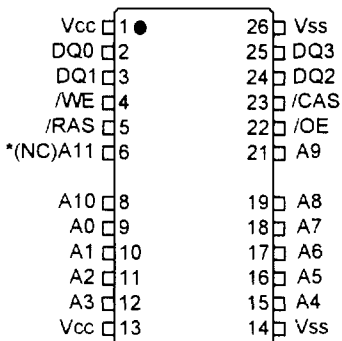 Vcc 1 26 Vss
DQ0 2 25 DQ3
DQ1 3 24 DQ2
/WE 4 23 /CAS
/RAS 5 22 /OE
*(NC)A11 6 21 A9
A10 8 19 A8
A0 9 18 A7
A1 10 17 A6
A2 11 16 A5
A3 12 15 A4
Vcc 13 14 Vss